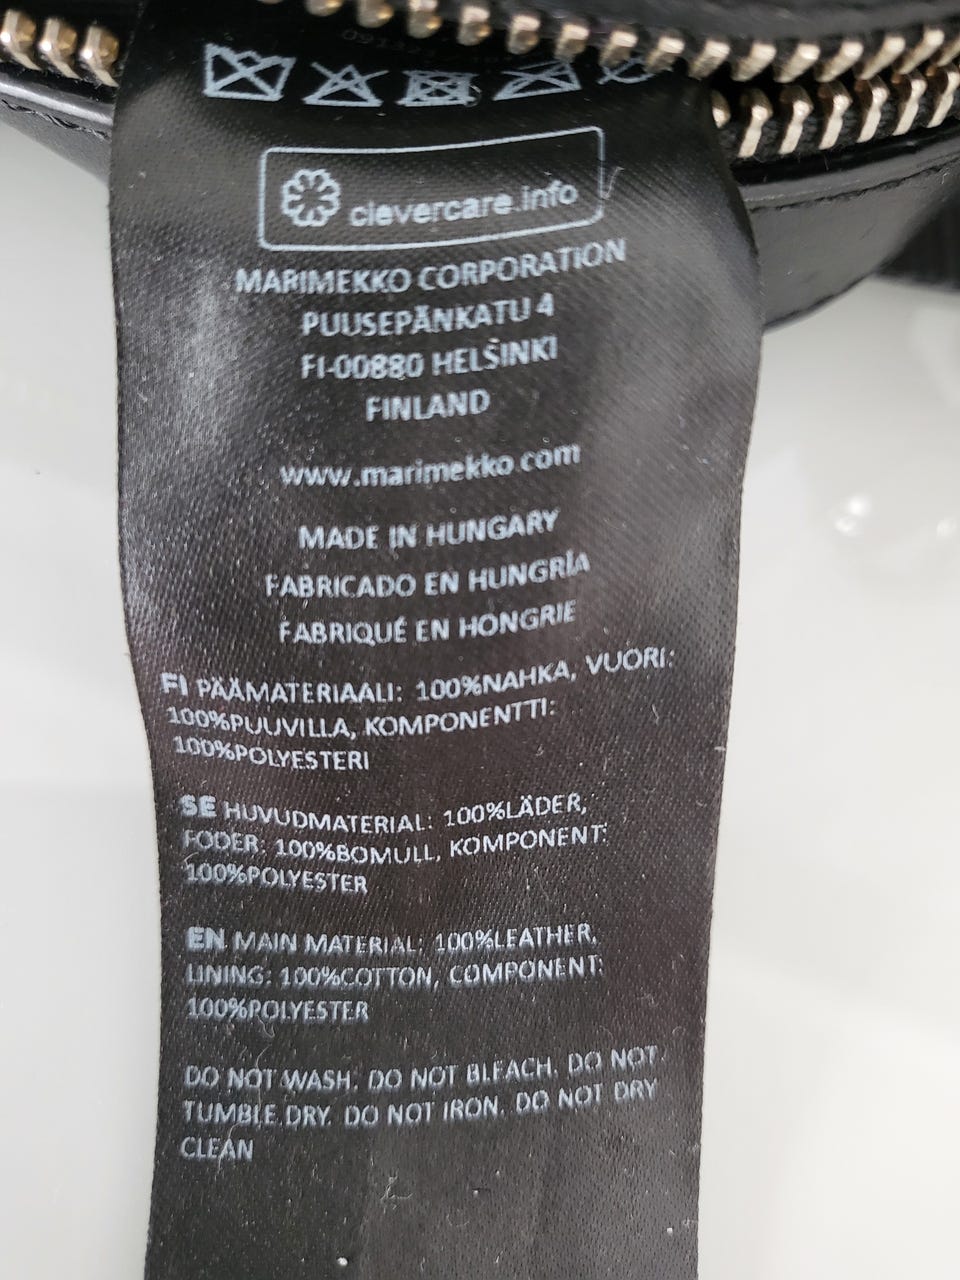 clevercare.info
MARIMEKKO CORPORATION
PUUSEPÄNKATU 4
FI-00880 HELSINKI
FINLAND
www.marimekko.com
MADE IN HUNGARY
FABRICADO EN HUNGRÍA
FABRIQUÉ EN HONGRIE
FI PÄÄMATERIAALI: 100%NAHKA, VUORI:
100%PUUVILLA, KOMPONENTTI:
100%POLYESTERI
SE HUVUDMATERIAL: 100%LÄDER,
FODER: 100%BOMULL, KOMPONENT:
100%POLYESTER
EN MAIN MATERIAL: 100%LEATHER,
LINING: 100%COTTON, COMPONENT:
100%POLYESTER
DO NOT WASH. DO NOT BLEACH. DO NOT
TUMBLE DRY. DO NOT IRON. DO NOT DRY
CLEAN